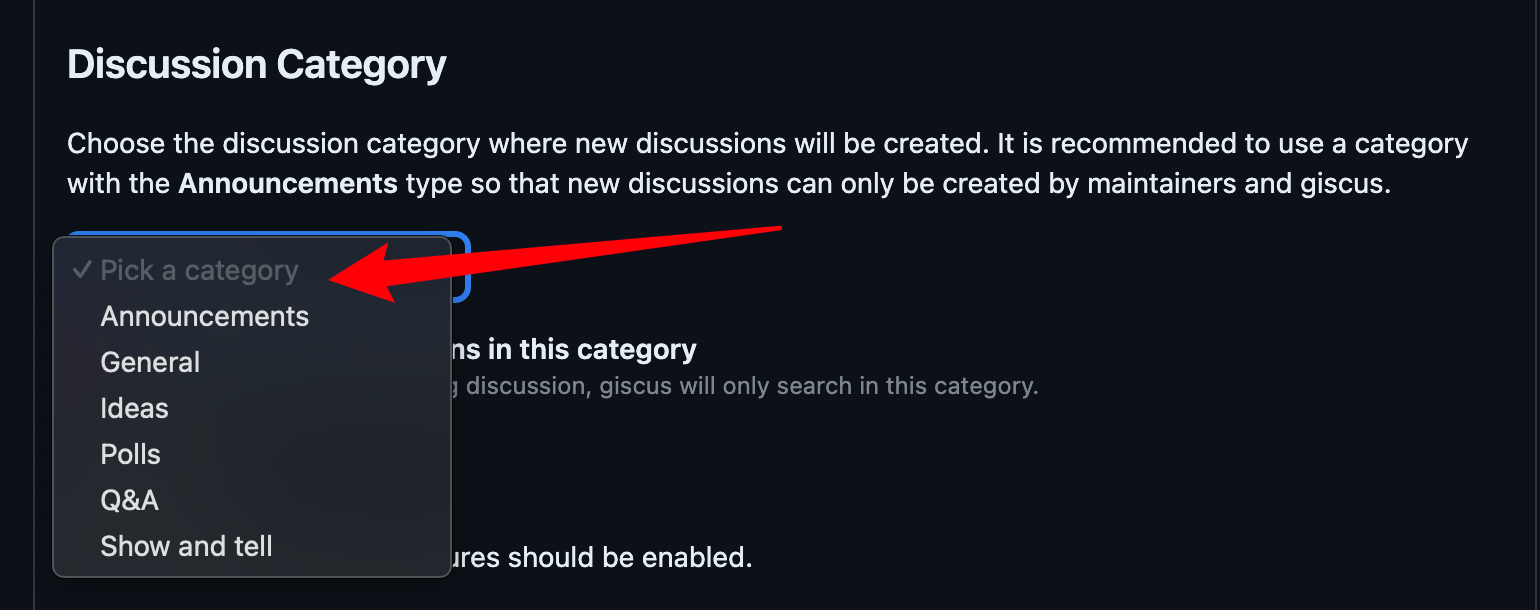 Discussion Category
Choose the discussion category where new discussions will be created. It is recommended to use a category
with the Announcements type so that new discussions can only be created by maintainers and giscus.
✓ Pick a category
Announcements
General
in this category
discussion, giscus will only search in this category.
Ideas
Polls
Q&A
Show and tell
should be enabled.